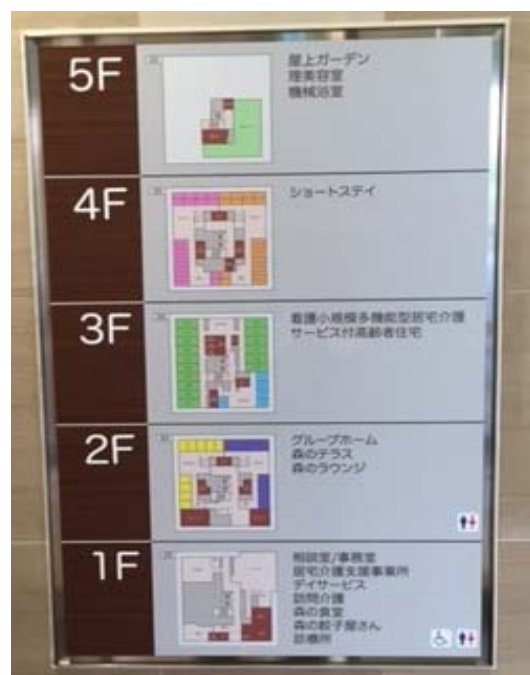 5F
屋上ガーデン
理美容室
機械浴室
4F
ショートステイ
3F
看護小規模多機能型居宅介護
サービス付高齢者住宅
2F
グループホーム
森のテラス
森のラウンジ
1F
相談室/事務室
居宅介護支援事業所
デイサービス
訪問介護
森の食堂
森の餃子屋さん
診療所